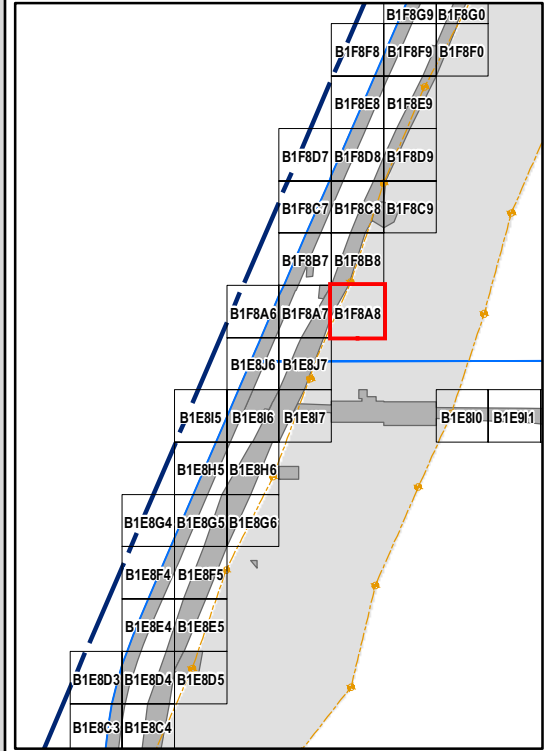 B1F8G9 B1F8G0
B1F8F8 B1F8F9 B1F8F0
B1F8E8 B1F8E9
B1F8D7 B1F8D8 B1F8D9
B1F8C7 B1F8C8 B1F8C9
B1F8B7 B1F8B8
B1F8A6 B1F8A7 B1F8A8
B1E8J6 B1E8J7
B1E8I5 B1E8I6 B1E8I7 B1E8I0 B1E9I1
B1E8H5 B1E8H6
B1E8G4 B1E8G5 B1E8G6
B1E8F4 B1E8F5
B1E8E4 B1E8E5
B1E8D3 B1E8D4 B1E8D5
B1E8C3 B1E8C4